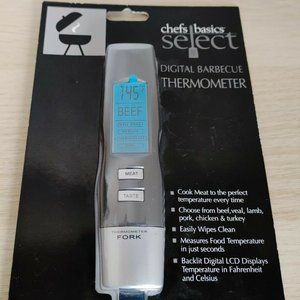 chefs basics
select
DIGITAL BARBECUE
THERMOMETER
145°
BEEF
MEAT
TASTE
THERMOMETER
FORK
Cook Meat to the perfect
temperature every time
Choose from beef,veal, lamb,
pork, chicken & turkey
Easily Wipes Clean
Measures Food Temperature
in just seconds
Backlit Digital LCD Displays
Temperature in Fahrenheit
and Celsius